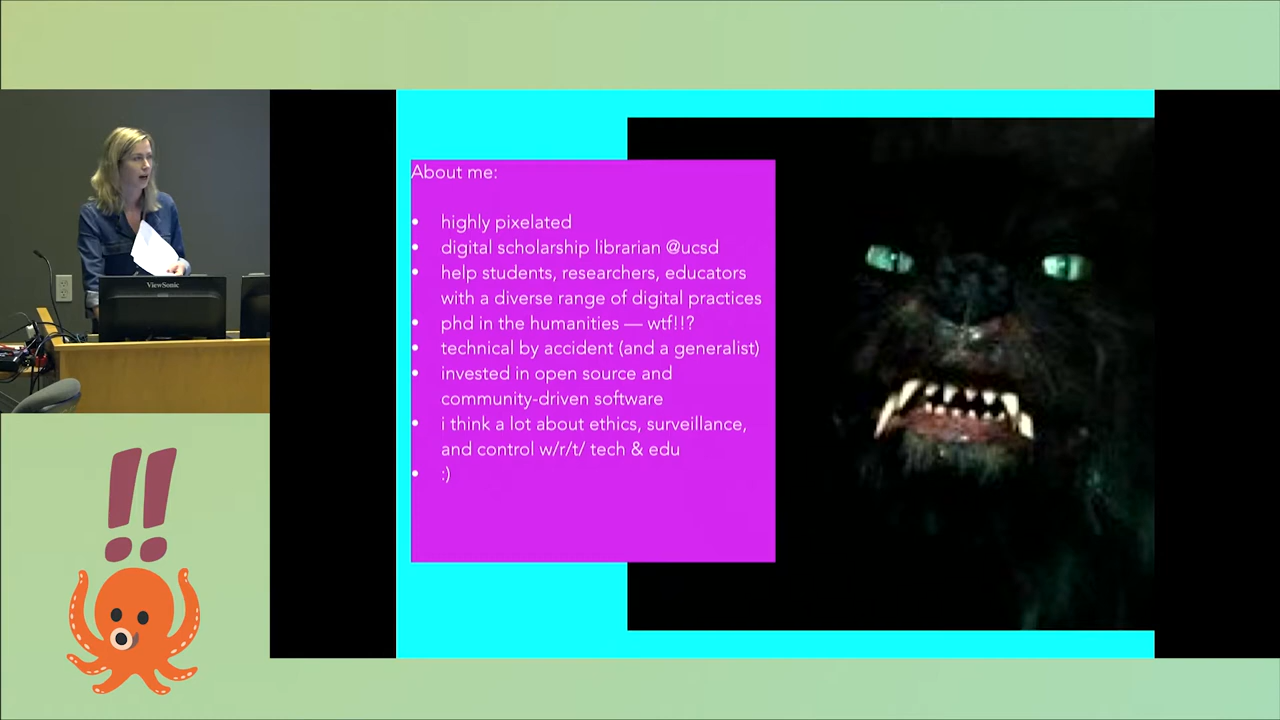 About me:
highly pixelated
digital scholarship librarian @ucsd
help students, researchers, educators
with a diverse range of digital practices
phd in the humanities — wtf!!?
technical by accident (and a generalist)
invested in open source and
community-driven software
i think a lot about ethics, surveillance,
and control w/r/t/ tech & edu
:)
ViewSonic
!!